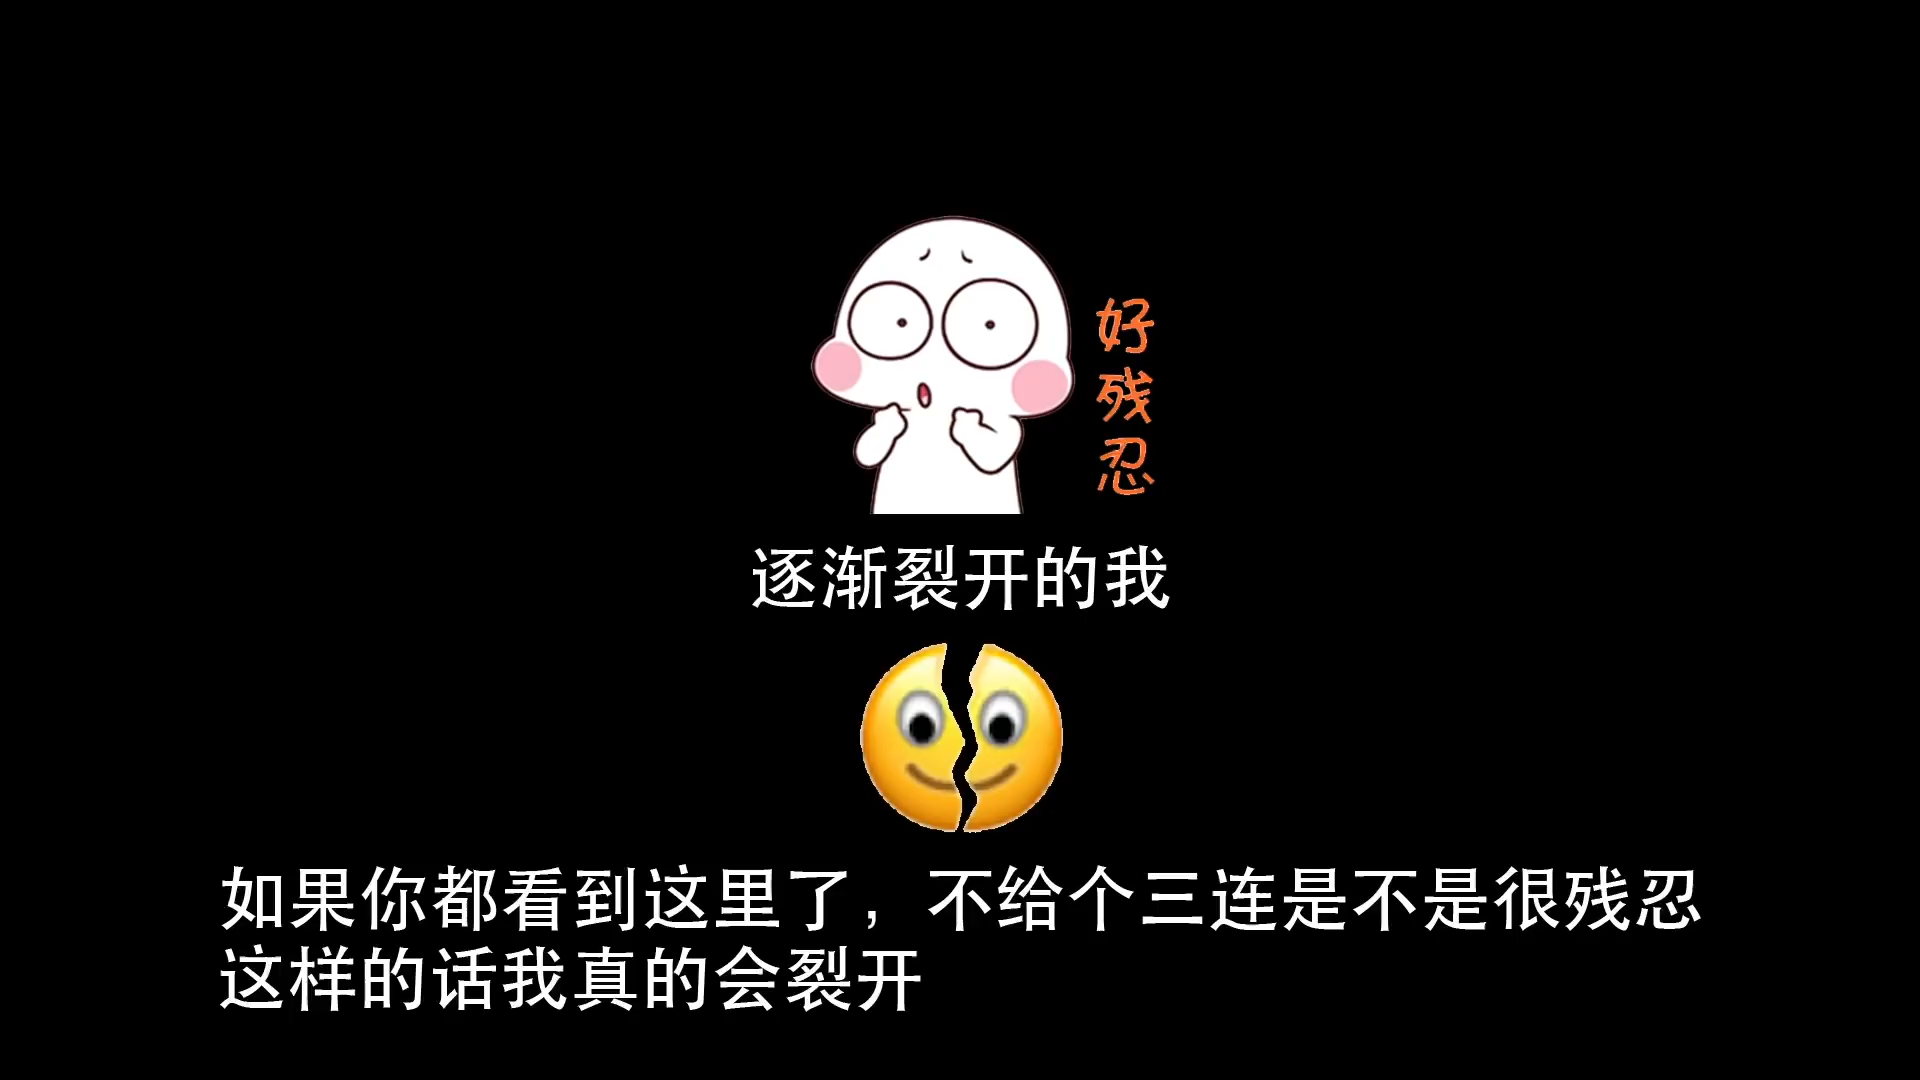 好残忍
逐渐裂开的我
如果你都看到这里了，不给个三连是不是很残忍
这样的话我真的会裂开